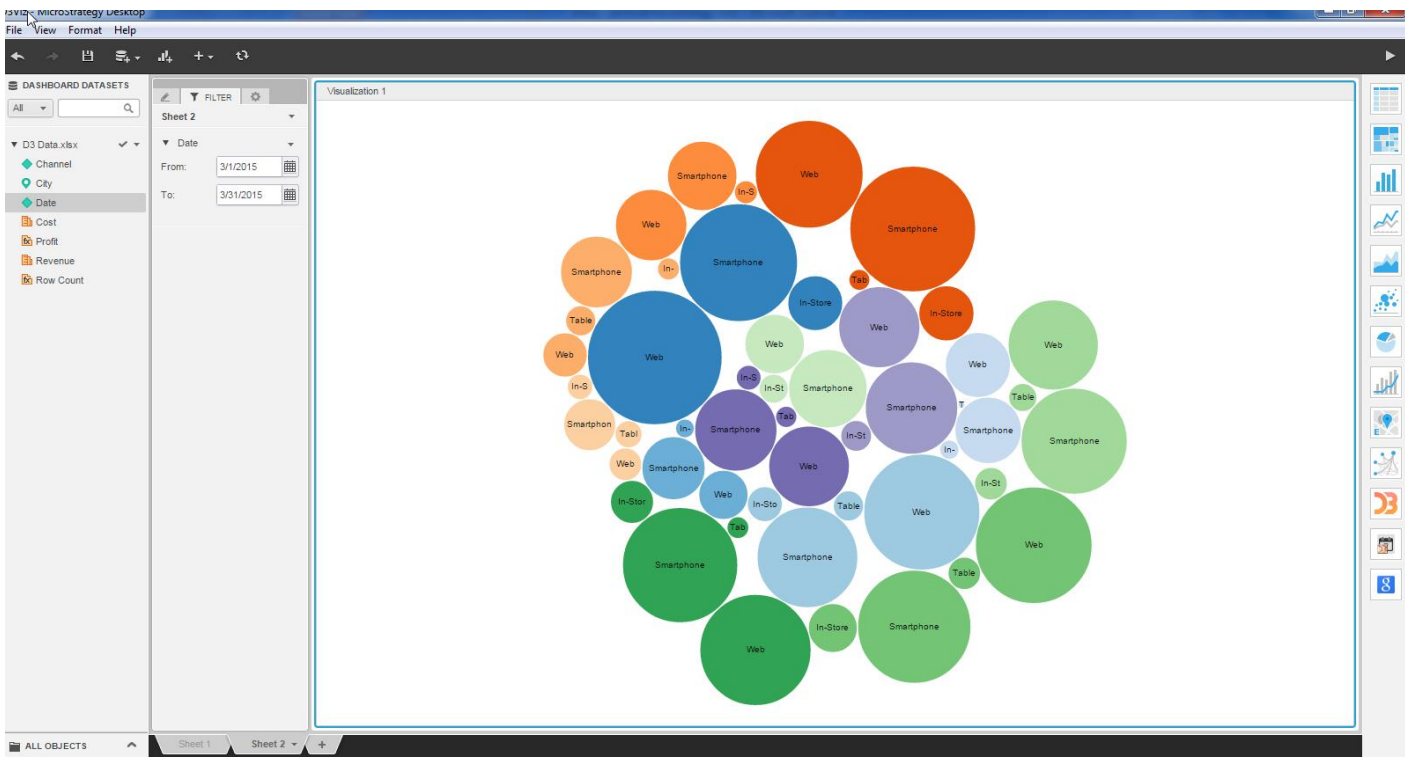 D3Viz - MicroStrategy Desktop
File View Format Help
DASHBOARD DATASETS
All
D3 Data.xlsx
Channel
City
Date
Cost
Profit
Revenue
Row Count
ALL OBJECTS
FILTER
Sheet 2
Date
From: 3/1/2015
To: 3/31/2015
Visualization 1
Web
Smartphone
In-S
Smartphone
Web
Smartphone
Smartphone
In-
Smartphone
Tab
In-Store
In-Store
Table
Web
Web
Web
Web
Web
Web
In-S
In-S
In-St
Smartphone
Web
Table
T
Smartphone
Tab
Smartphone
Tabl
In-
Smartphon
Smartphone
In-St
Smartphone
In-
Web
Smartphone
Web
In-St
Web
In-Stor
In-Sto
Table
Web
Tab
Web
Smartphone
Smartphone
Table
In-Store
Smartphone
Web
Sheet 1
Sheet 2
+
E
D3
8